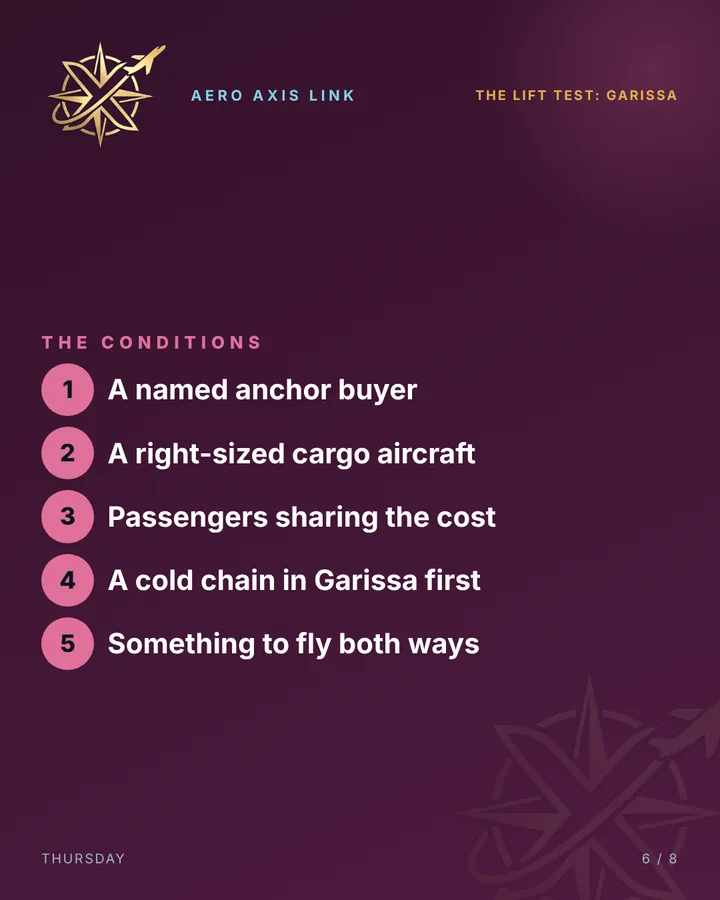 AERO AXIS LINK
THE LIFT TEST: GARISSA
THE CONDITIONS
1 A named anchor buyer
2 A right-sized cargo aircraft
3 Passengers sharing the cost
4 A cold chain in Garissa first
5 Something to fly both ways
THURSDAY
6 / 8